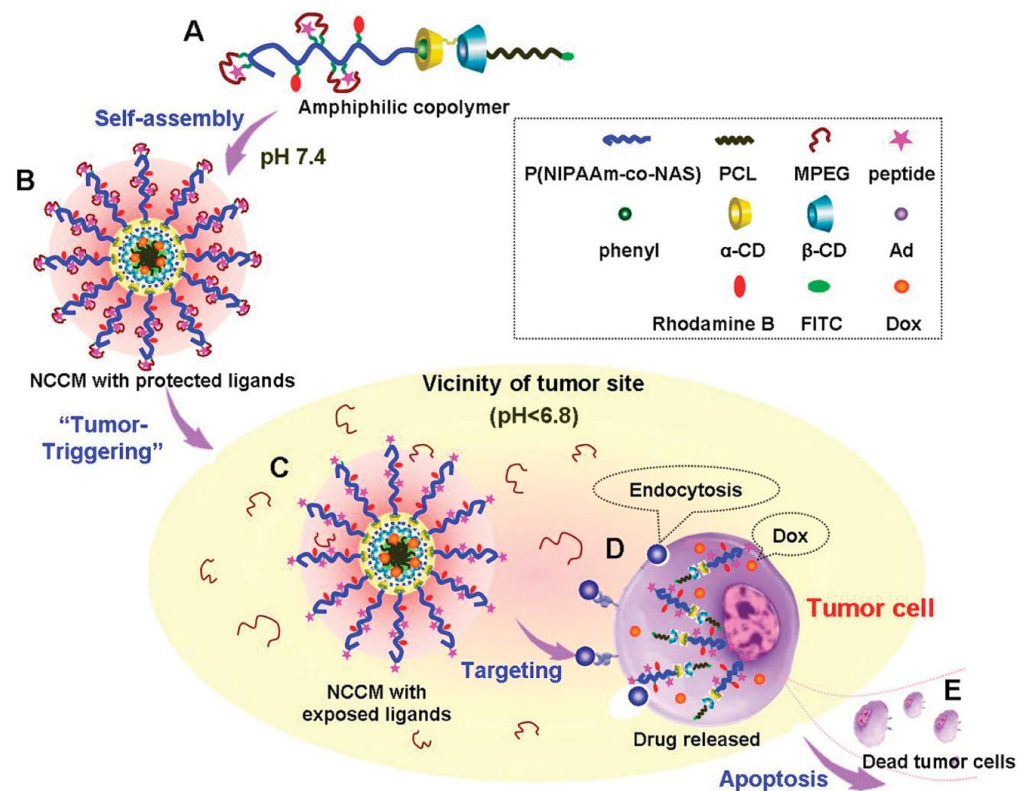 A
Amphiphilic copolymer
Self-assembly
pH 7.4
B
NCCM with protected ligands
P(NIPAAm-co-NAS) PCL MPEG peptide
phenyl α-CD β-CD Ad
Rhodamine B FITC Dox
"Tumor-
Triggering"
Vicinity of tumor site
(pH<6.8)
C
NCCM with
exposed ligands
Targeting
Endocytosis
D
Dox
Tumor cell
Drug released
E
Dead tumor cells
Apoptosis